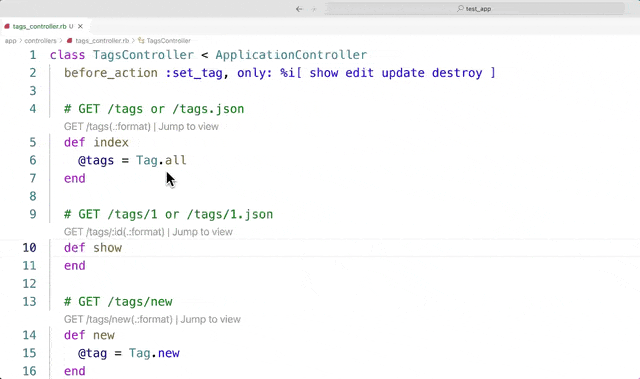 test_app
tags_controller.rb U
app > controllers > tags_controller.rb > TagsController
1 class TagsController < ApplicationController
2 before_action :set_tag, only: %i[ show edit update destroy ]
3
4 # GET /tags or /tags.json
GET /tags(.:format) | Jump to view
5 def index
6 @tags = Tag.all
7 end
8
9 # GET /tags/1 or /tags/1.json
GET /tags/:id(.:format) | Jump to view
10 def show
11 end
12
13 # GET /tags/new
GET /tags/new(.:format) | Jump to view
14 def new
15 @tag = Tag.new
16 end